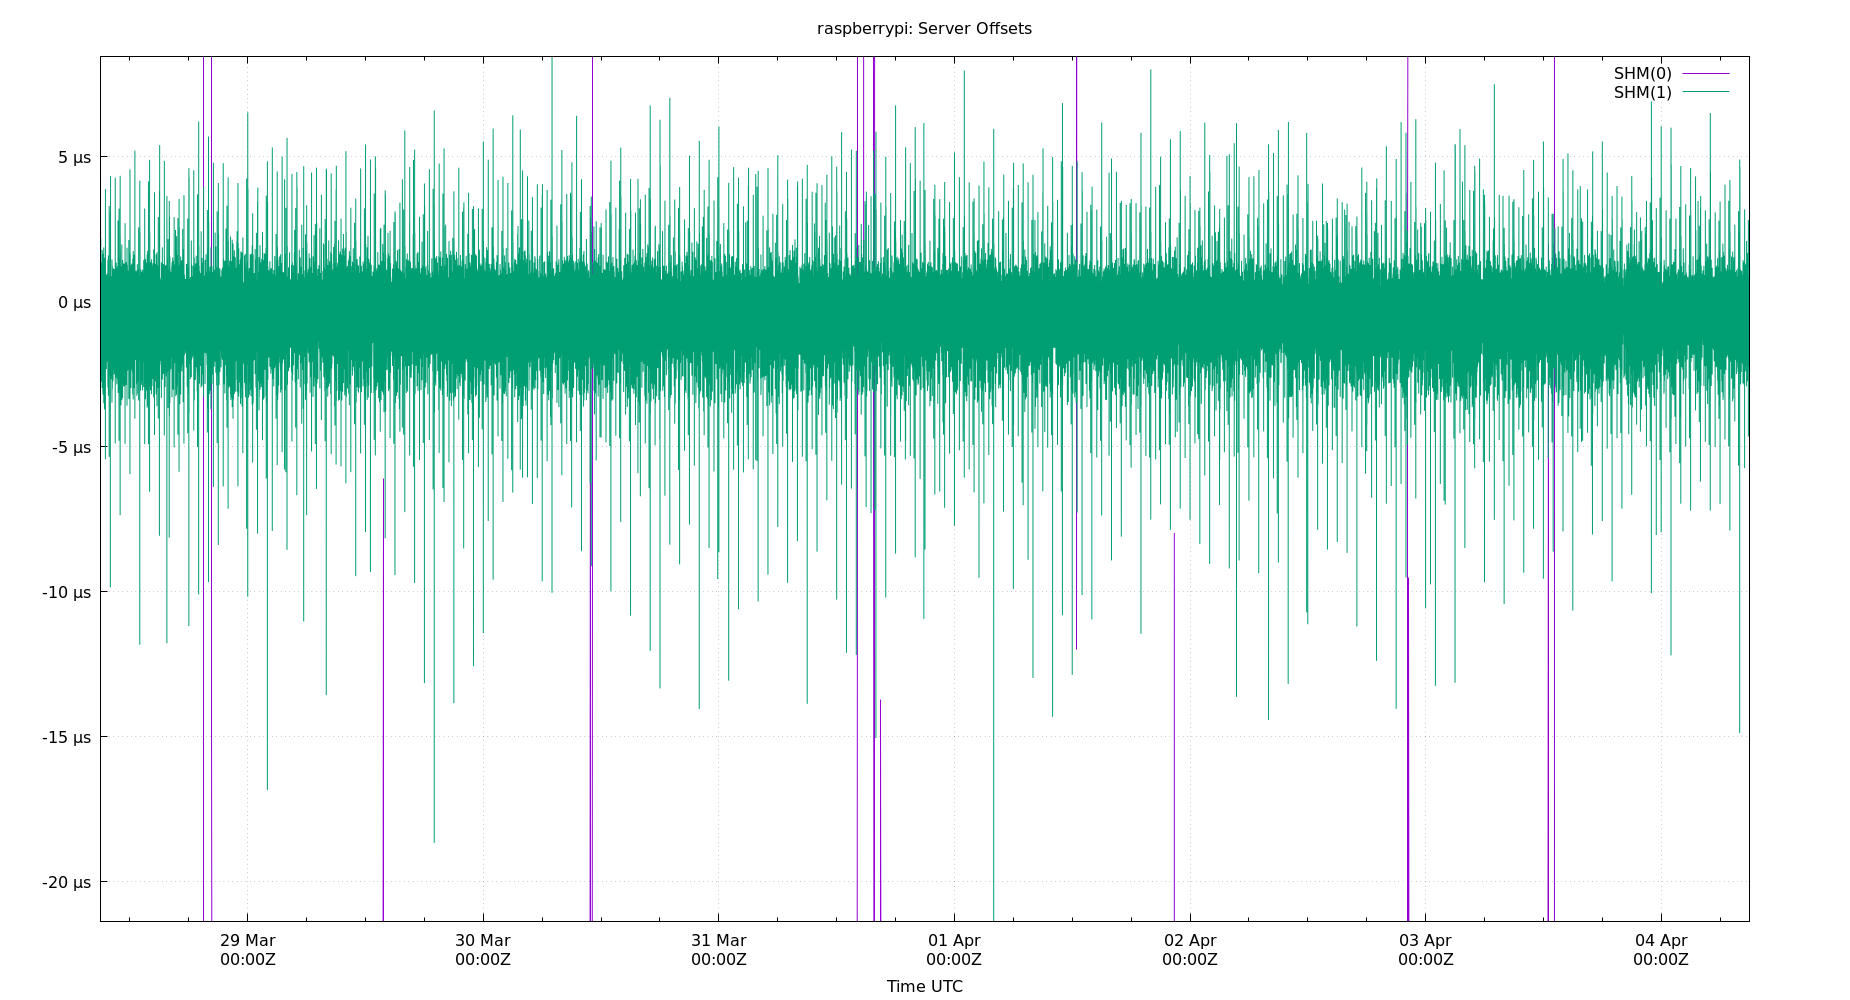 raspberrypi: Server Offsets
SHM(0)
SHM(1)
5 µs
0 µs
-5 µs
-10 µs
-15 µs
-20 µs
29 Mar 30 Mar 31 Mar 01 Apr 02 Apr 03 Apr 04 Apr
00:00Z 00:00Z 00:00Z 00:00Z 00:00Z 00:00Z 00:00Z
Time UTC